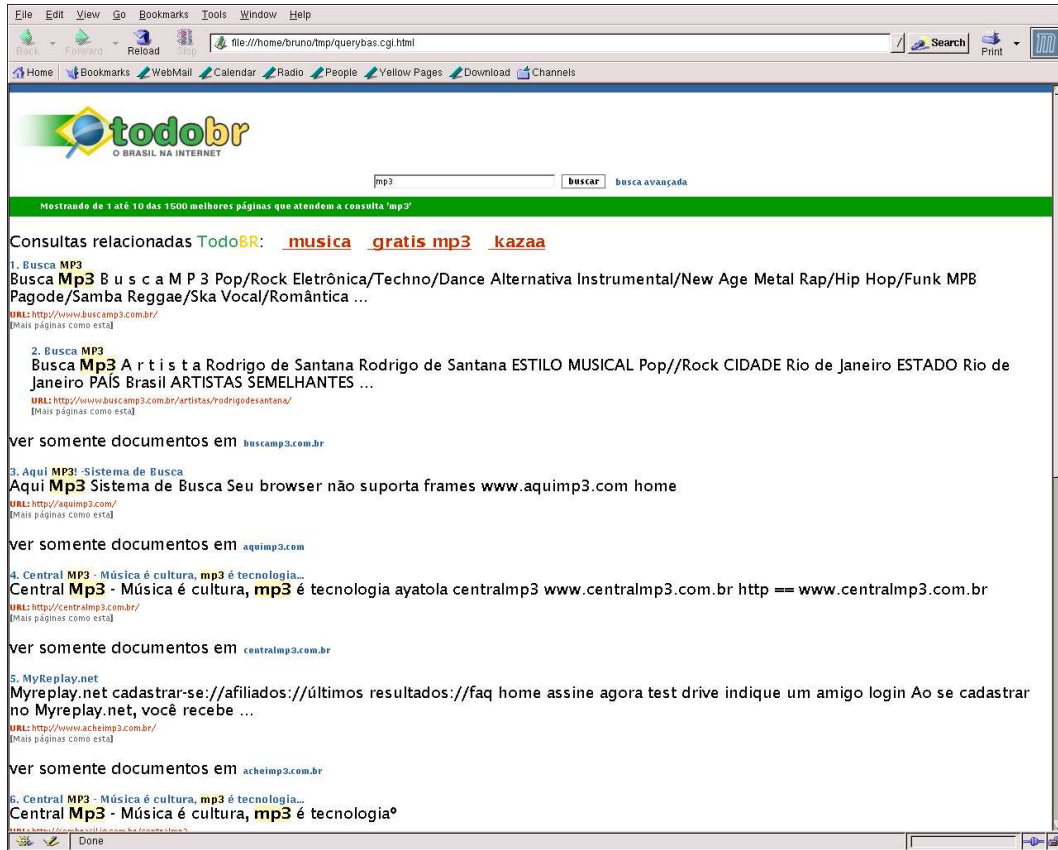 File Edit View Go Bookmarks Tools Window Help
Back Forward Reload Stop file:///home/bruno/tmp/querybas.cgi.html Search Print
Home Bookmarks WebMail Calendar Radio People Yellow Pages Download Channels
todobr
O BRASIL NA INTERNET
mp3 buscar busca avançada
Mostrando de 1 até 10 das 1500 melhores páginas que atendem a consulta 'mp3'
Consultas relacionadas TodoBR: musica gratis mp3 kazaa
1. Busca MP3
Busca Mp3 B u s c a M P 3 Pop/Rock Eletrônica/Techno/Dance Alternativa Instrumental/New Age Metal Rap/Hip Hop/Funk MPB
Pagode/Samba Reggae/Ska Vocal/Romântica ...
URL: http://www.buscamp3.com.br/
[Mais páginas como esta]
2. Busca MP3
Busca Mp3 A r t i s t a Rodrigo de Santana Rodrigo de Santana ESTILO MUSICAL Pop//Rock CIDADE Rio de Janeiro ESTADO Rio de
Janeiro PAÍS Brasil ARTISTAS SEMELHANTES ...
URL: http://www.buscamp3.com.br/artistas/rodrigodesantana/
[Mais páginas como esta]
ver somente documentos em buscamp3.com.br
3. Aqui MP3! -Sistema de Busca
Aqui Mp3 Sistema de Busca Seu browser não suporta frames www.aquimp3.com home
URL: http://aquimp3.com/
[Mais páginas como esta]
ver somente documentos em aquimp3.com
4. Central MP3 - Música é cultura, mp3 é tecnologia...
Central Mp3 - Música é cultura, mp3 é tecnologia ayatola centralmp3 www.centralmp3.com.br http == www.centralmp3.com.br
URL: http://centralmp3.com.br/
[Mais páginas como esta]
ver somente documentos em centralmp3.com.br
5. MyReplay.net
Myreplay.net cadastrar-se://afiliados://últimos resultados://faq home assine agora test drive indique um amigo login Ao se cadastrar
no Myreplay.net, você recebe ...
URL: http://www.acheimp3.com.br/
[Mais páginas como esta]
ver somente documentos em acheimp3.com.br
6. Central MP3 - Música é cultura, mp3 é tecnologia...
Central Mp3 - Música é cultura, mp3 é tecnologiaº
Done